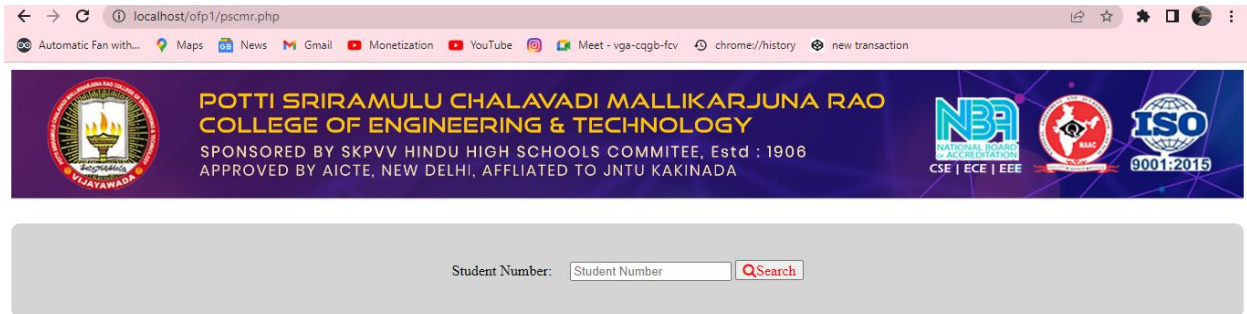 localhost/ofp1/pscmr.php
Automatic Fan with... Maps News Gmail Monetization YouTube Meet - vga-cqgb-fcv chrome://history new transaction
POTTI SRIRAMULU CHALAVADI MALLIKARJUNA RAO
COLLEGE OF ENGINEERING & TECHNOLOGY
SPONSORED BY SKPVV HINDU HIGH SCHOOLS COMMITEE, Estd : 1906
APPROVED BY AICTE, NEW DELHI, AFFLIATED TO JNTU KAKINADA
VIJAYAWADA
NBA
NATIONAL BOARD
OF ACCREDITATION
CSE | ECE | EEE
NAAC
ISO
9001:2015
Student Number: Student Number Search